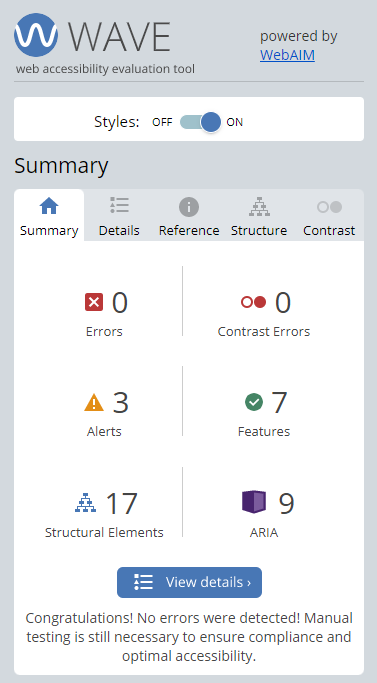 WAVE
web accessibility evaluation tool
powered by
WebAIM
Styles: OFF ON
Summary
Summary Details Reference Structure Contrast
0 0
Errors Contrast Errors
3 7
Alerts Features
17 9
Structural Elements ARIA
View details ›
Congratulations! No errors were detected! Manual
testing is still necessary to ensure compliance and
optimal accessibility.